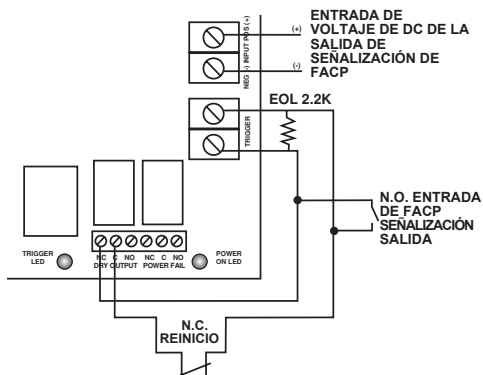 ENTRADA DE
VOLTAJE DE DC DE LA
SALIDA DE
SEÑALIZACIÓN DE
FACP
(+)
(-)
NEG (-) INPUT POS (+)
EOL 2.2K
TRIGGER
N.O. ENTRADA
DE FACP
SEÑALIZACIÓN
SALIDA
TRIGGER
LED
NC C NO NC C NO
DRY OUTPUT POWER FAIL
POWER
ON LED
N.C.
REINICIO